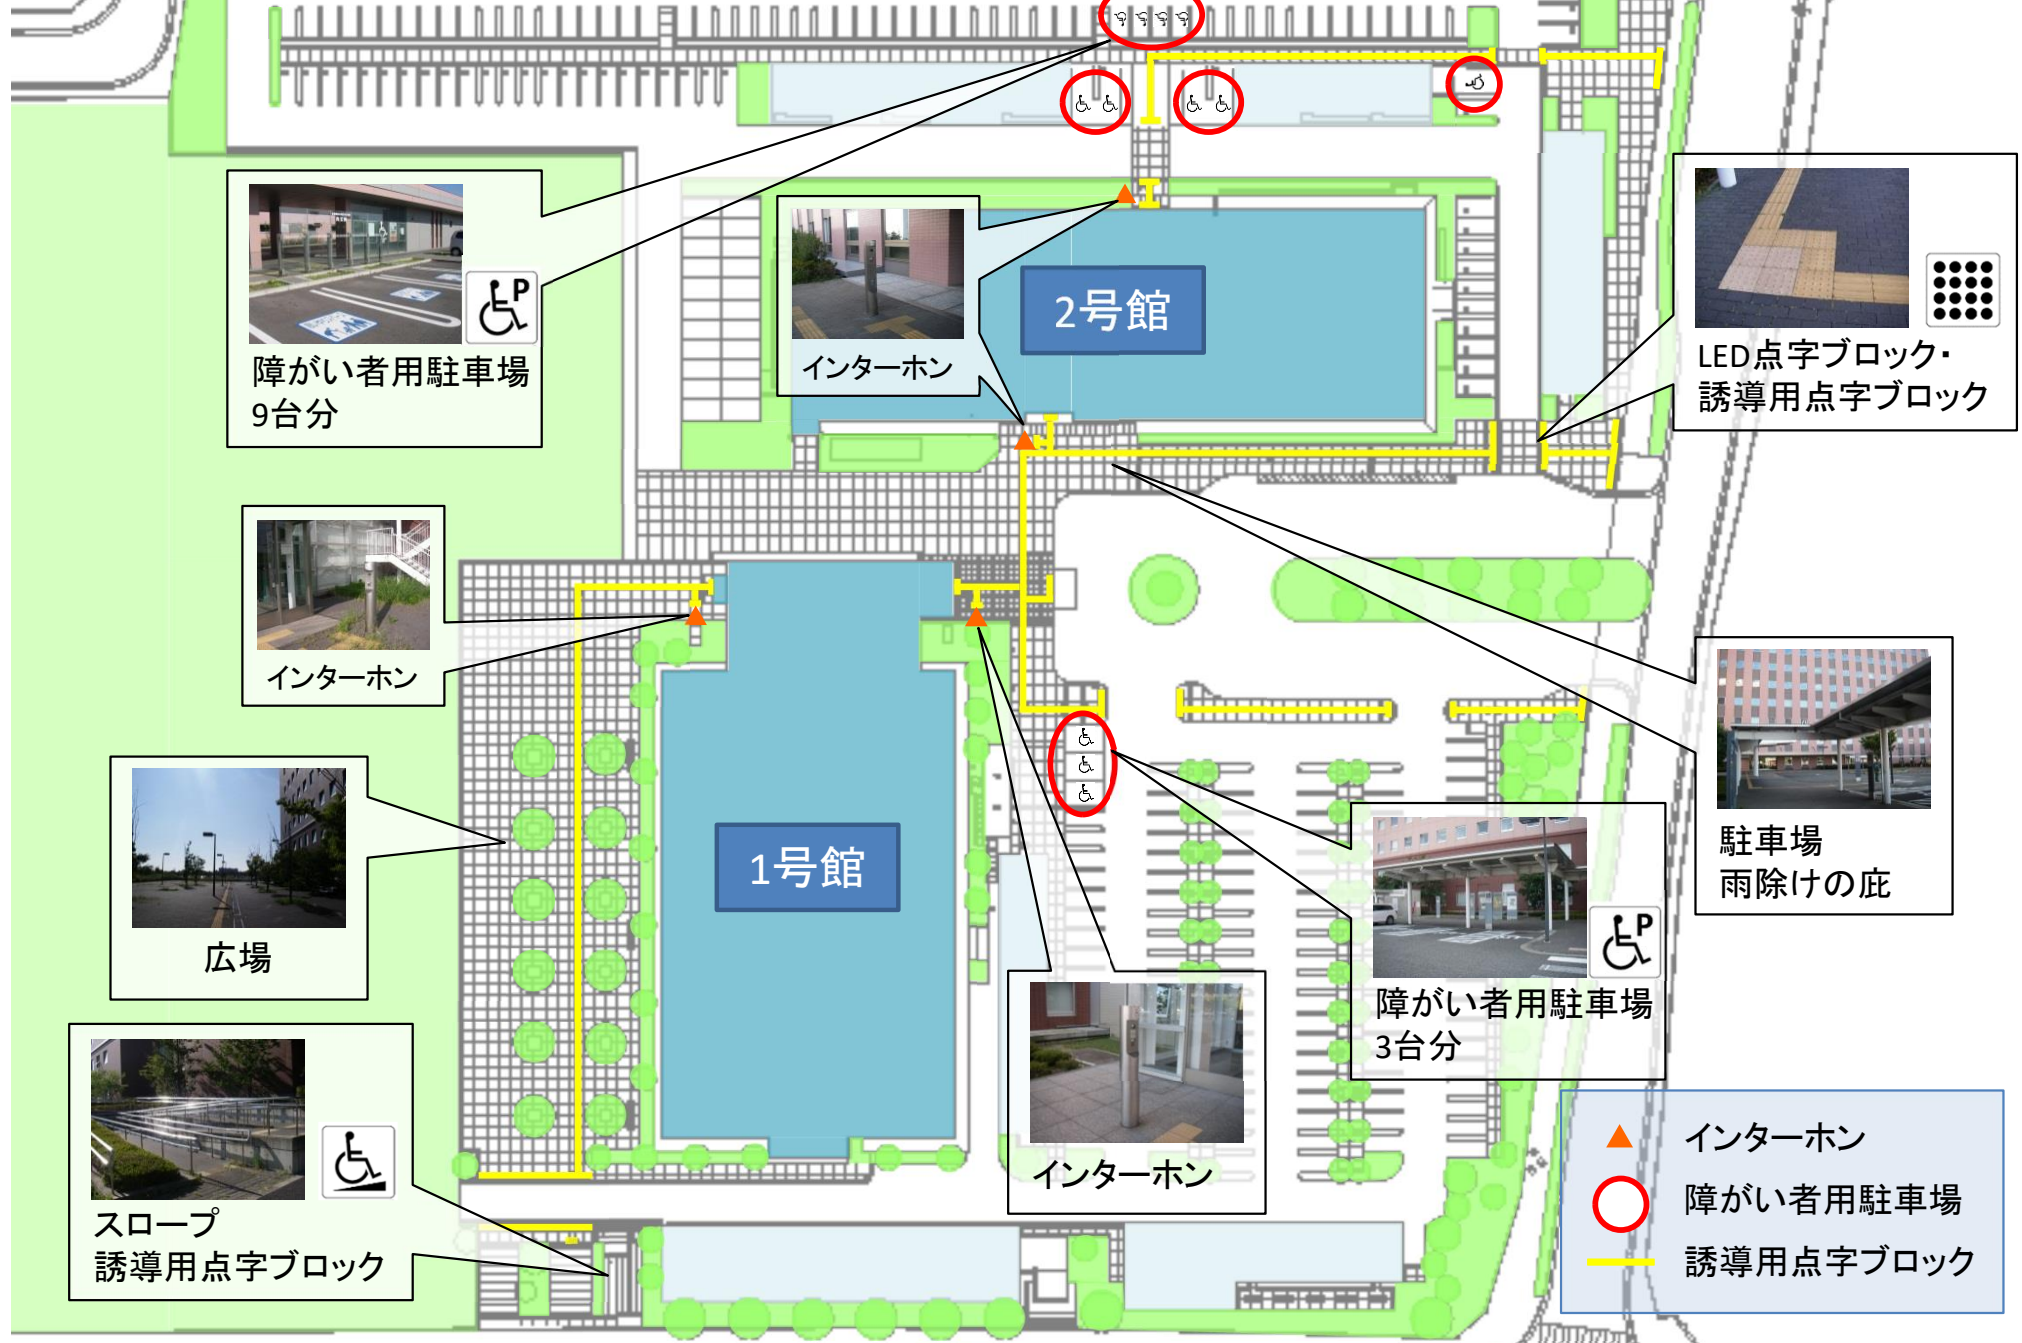 障がい者用駐車場
9台分
P
インターホン
2号館
LED点字ブロック・
誘導用点字ブロック
インターホン
駐車場
雨除けの庇
広場
1号館
P
障がい者用駐車場
3台分
インターホン
スロープ
誘導用点字ブロック
インターホン
障がい者用駐車場
誘導用点字ブロック